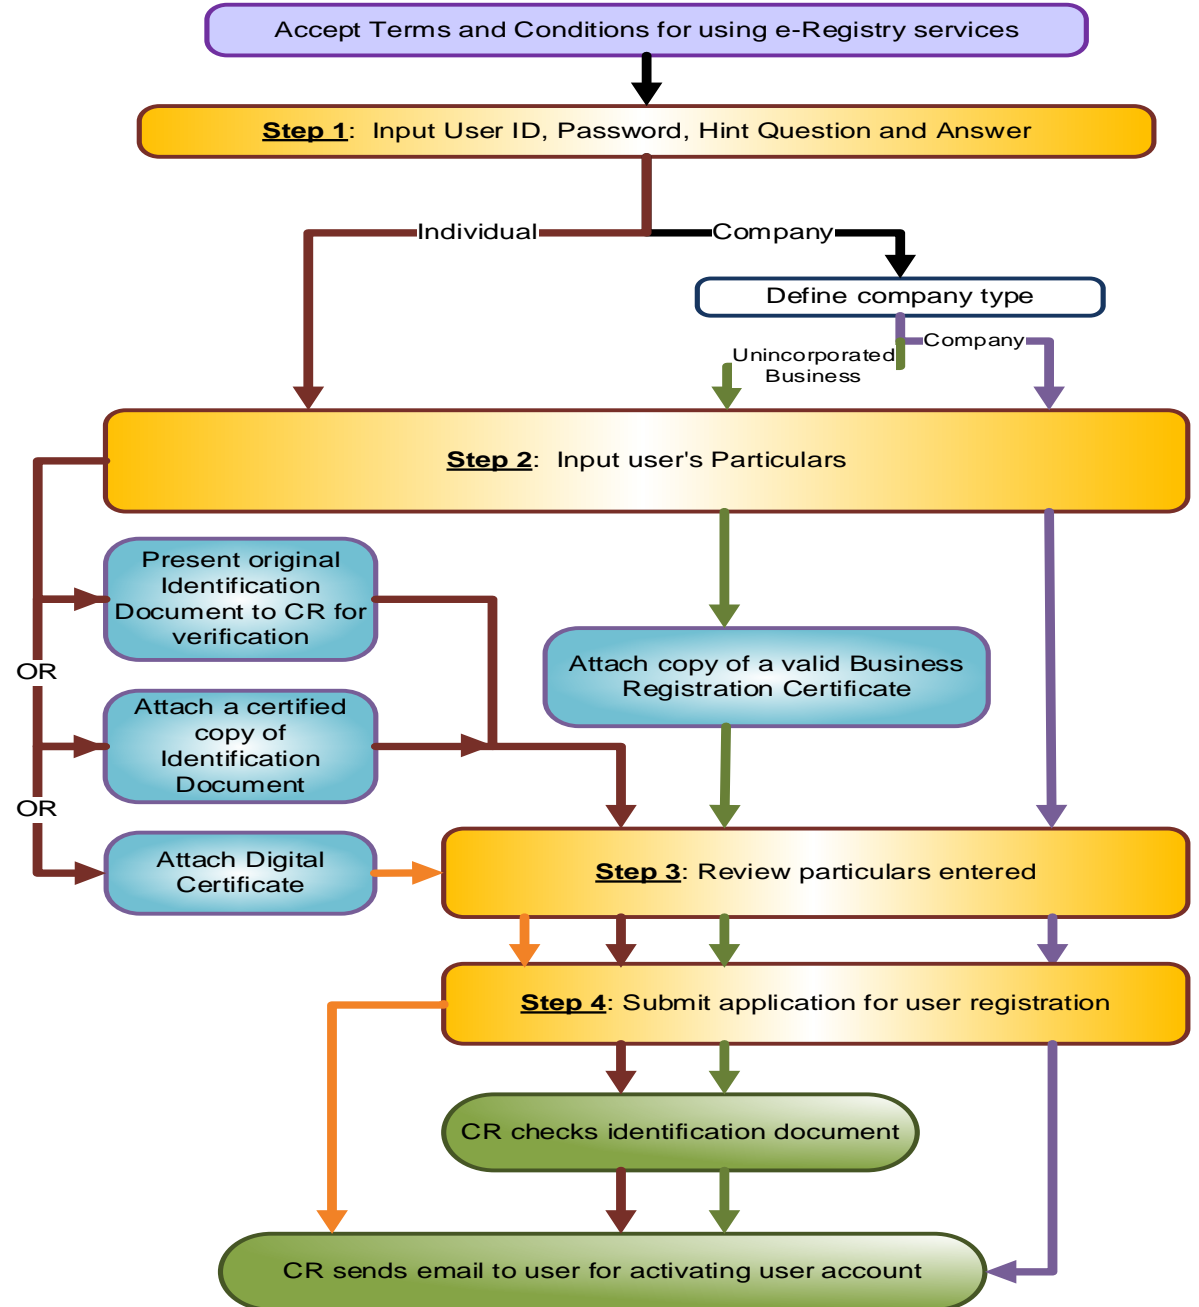 Accept Terms and Conditions for using e-Registry services
Step 1:  Input User ID, Password, Hint Question and Answer
Individual
Company
Define company type
Company
Unincorporated
Business
Step 2:  Input user's Particulars
Present original
Identification
Document to CR for
verification
OR
Attach copy of a valid Business
Registration Certificate
Attach a certified
copy of
Identification
Document
OR
Attach Digital
Certificate
Step 3: Review particulars entered
Step 4: Submit application for user registration
CR checks identification document
CR sends email to user for activating user account